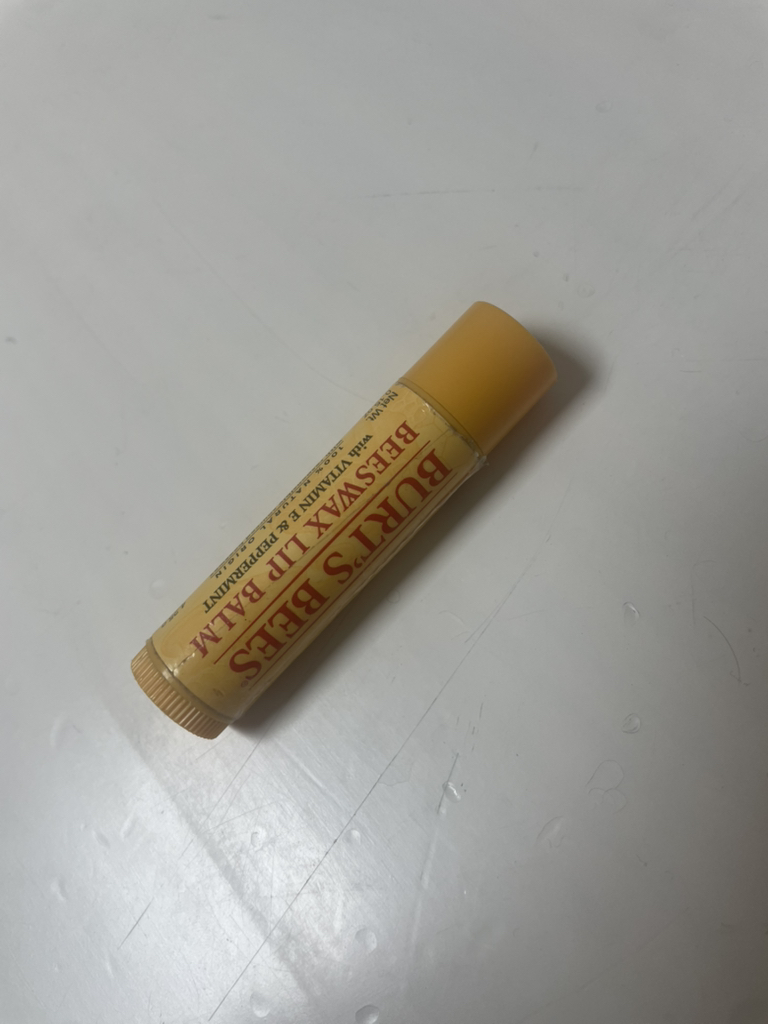 BURT'S BEES®
BEESWAX LIP BALM
with VITAMIN E & PEPPERMINT
100% NATURAL ORIGIN
Net Wt.